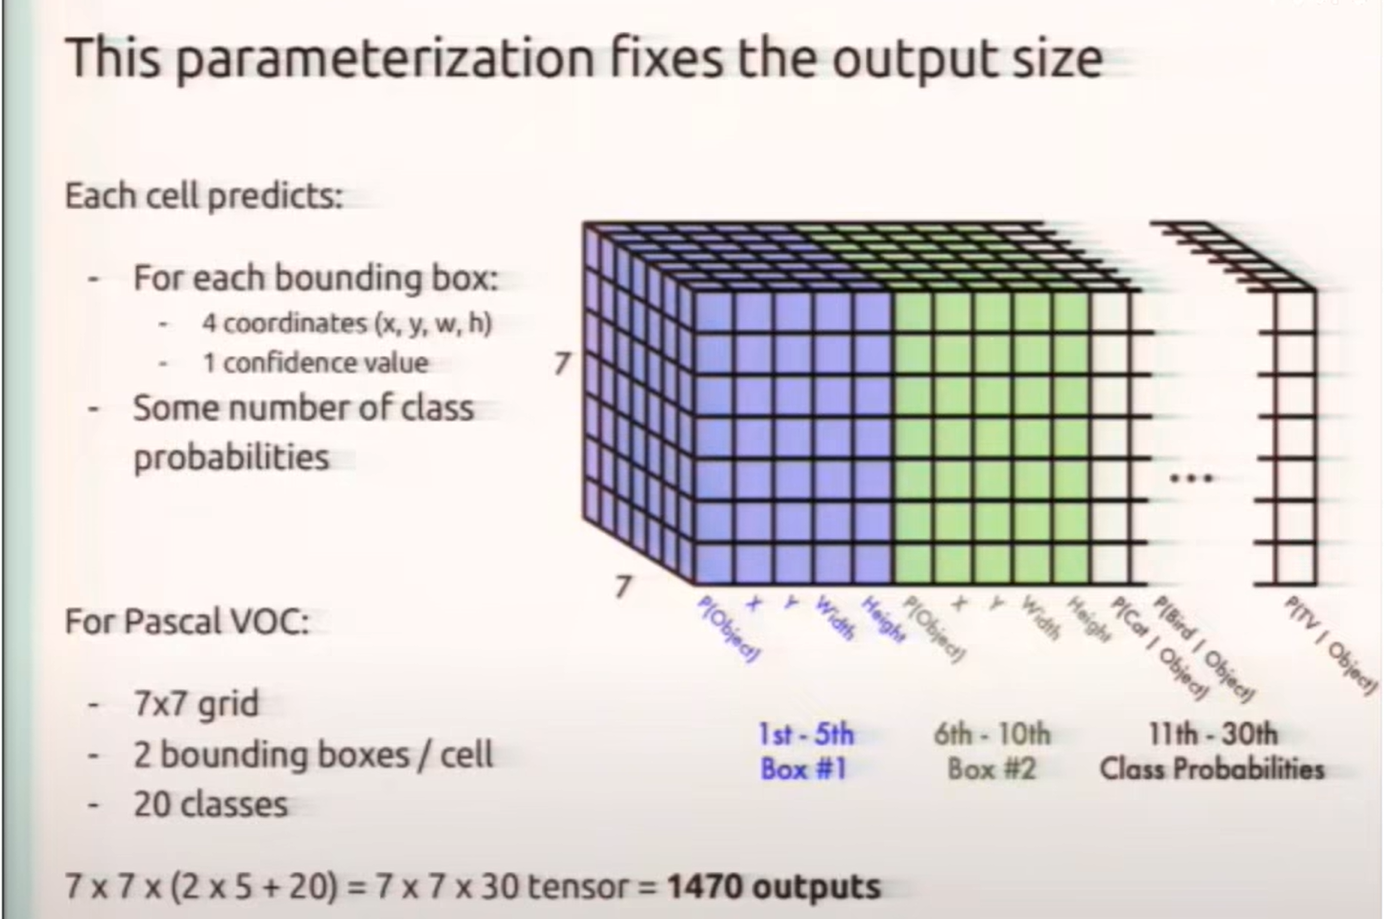 This parameterization fixes the output size
Each cell predicts:
- For each bounding box:
- 4 coordinates (x, y, w, h)
- 1 confidence value
- Some number of class
probabilities
For Pascal VOC:
- 7x7 grid
- 2 bounding boxes / cell
- 20 classes
7 x 7 x (2 x 5 + 20) = 7 x 7 x 30 tensor = 1470 outputs
7
7
...
P(Object)
X
Y
Width
Height
P(Object)
X
Y
Width
Height
P(Cat | Object)
P(Bird | Object)
P(TV | Object)
1st - 5th
Box #1
6th - 10th
Box #2
11th - 30th
Class Probabilities